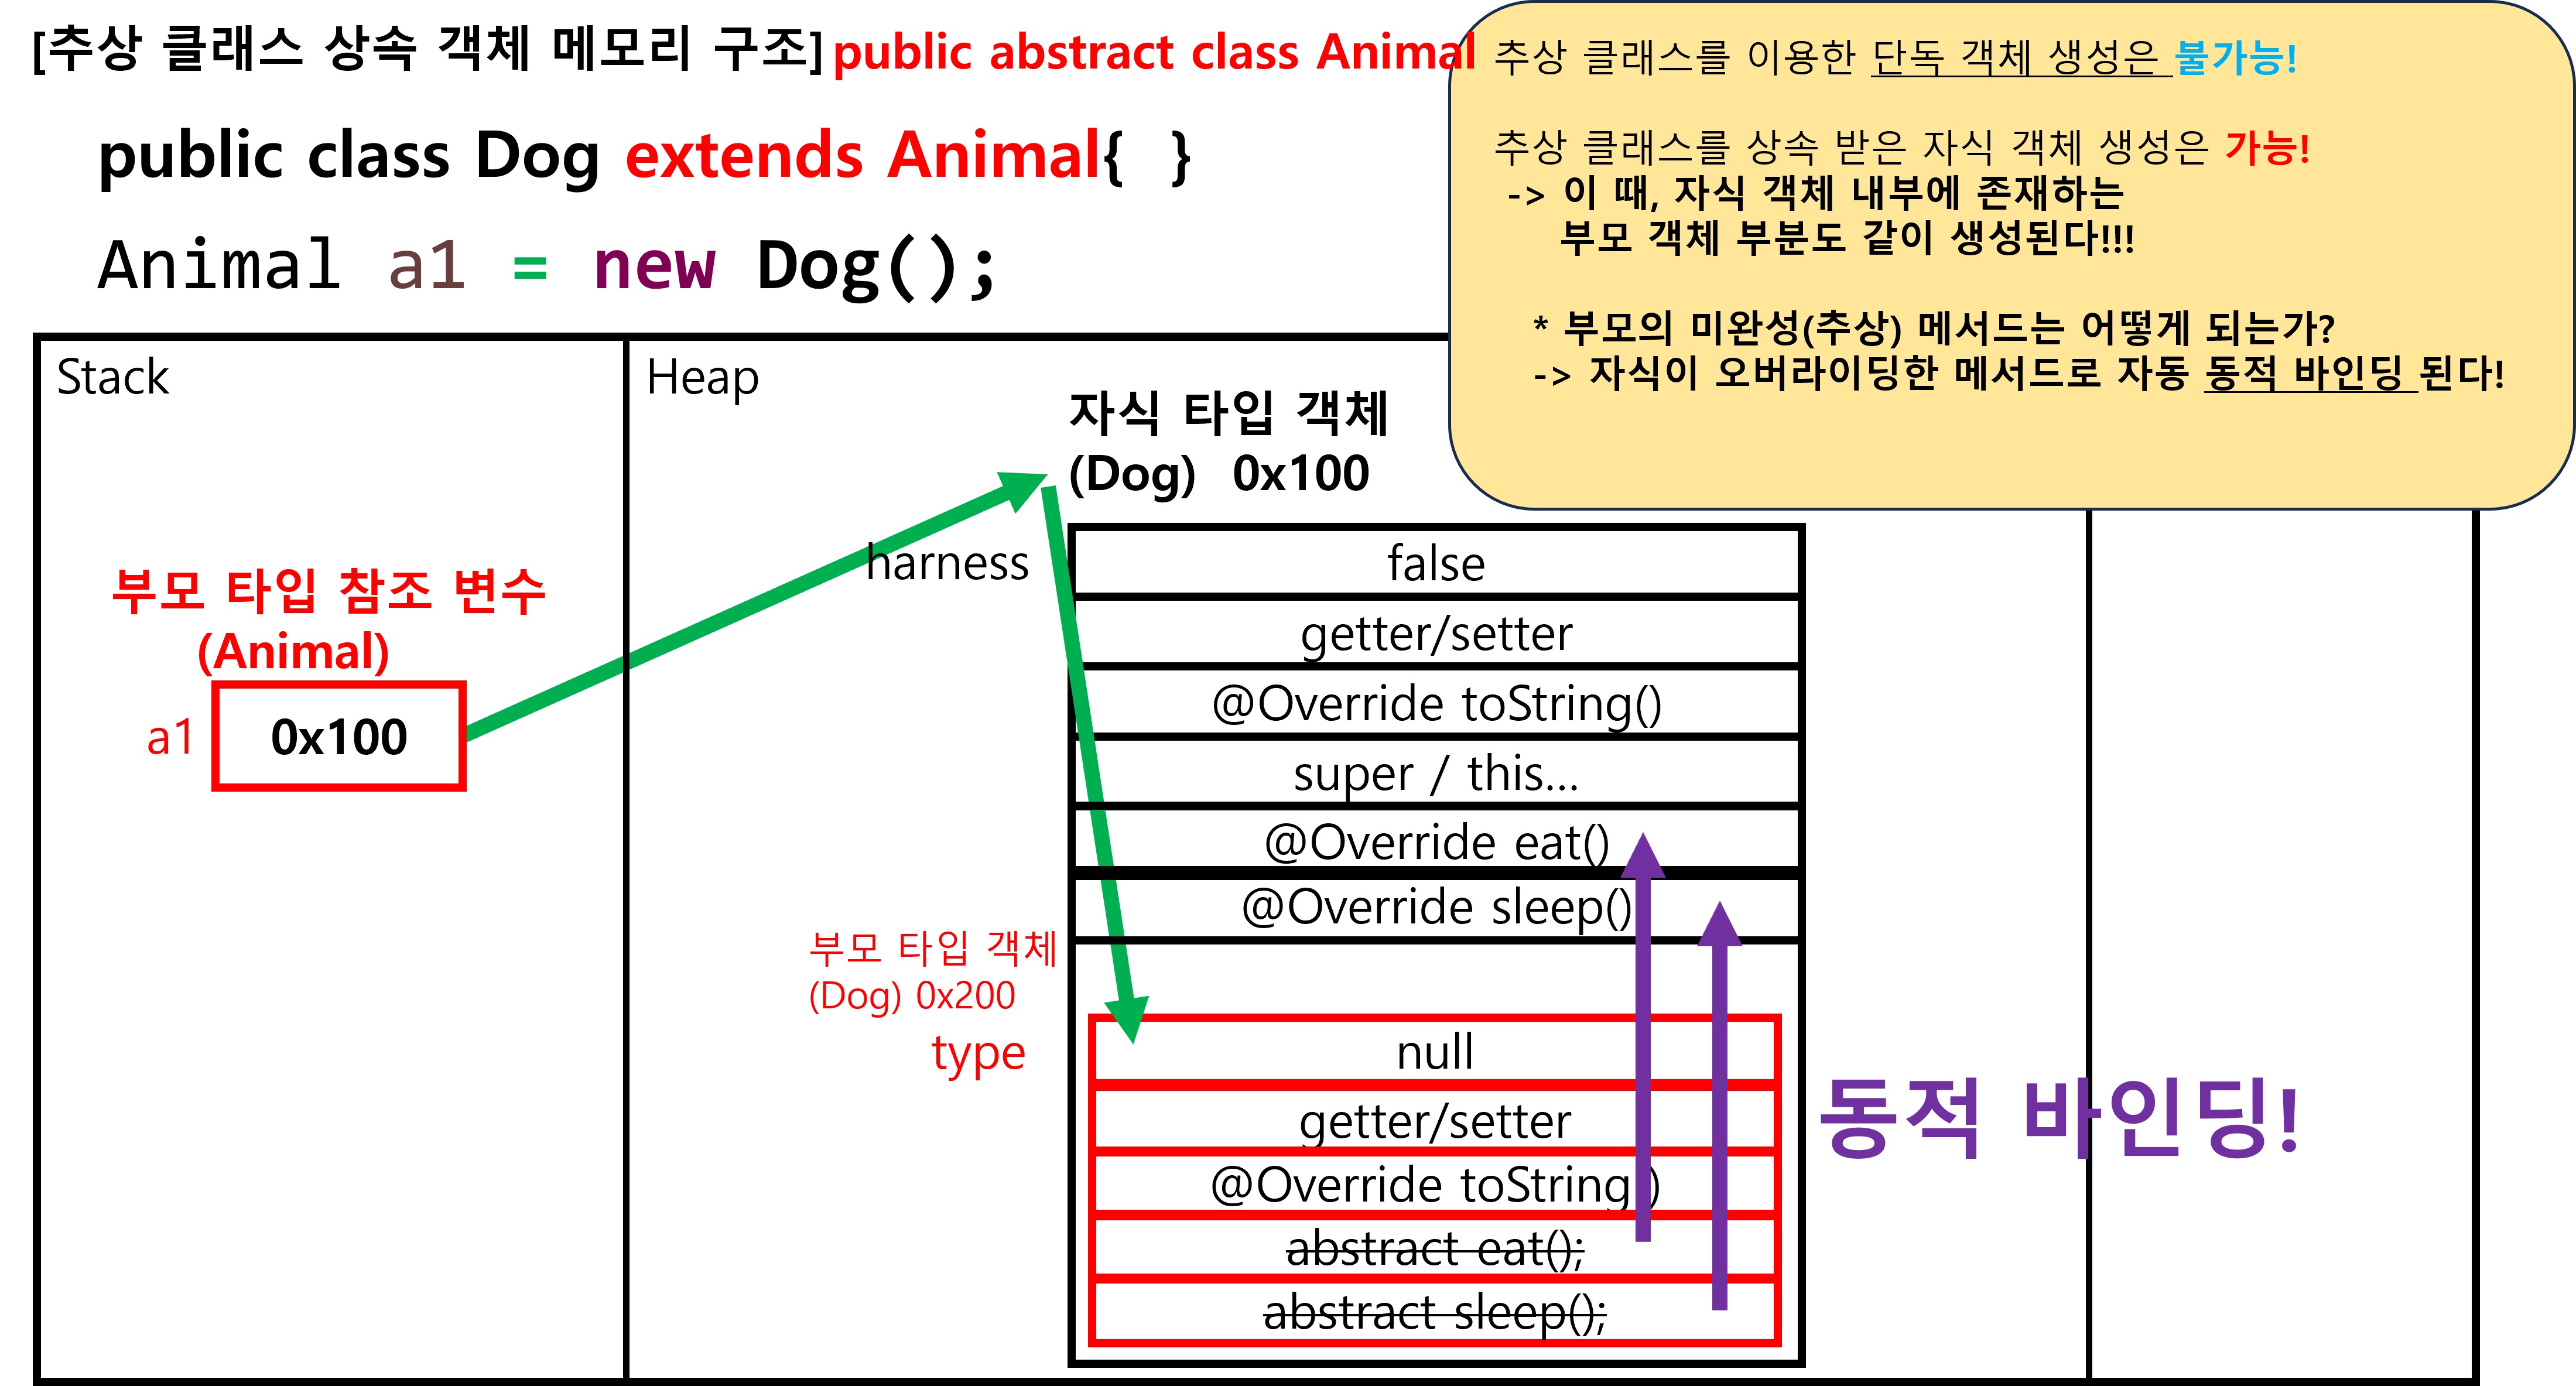 [추상 클래스 상속 객체 메모리 구조] public abstract class Animal
public class Dog extends Animal{ }
Animal a1 = new Dog();
추상 클래스를 이용한 단독 객체 생성은 불가능!
추상 클래스를 상속 받은 자식 객체 생성은 가능!
-> 이 때, 자식 객체 내부에 존재하는
부모 객체 부분도 같이 생성된다!!!
* 부모의 미완성(추상) 메서드는 어떻게 되는가?
-> 자식이 오버라이딩한 메서드로 자동 동적 바인딩 된다!
Stack
부모 타입 참조 변수
(Animal)
a1 0x100
Heap
자식 타입 객체
(Dog) 0x100
harness false
getter/setter
@Override toString()
super / this...
@Override eat()
@Override sleep()
부모 타입 객체
(Dog) 0x200
type null
getter/setter
@Override toString()
abstract eat();
abstract sleep();
동적 바인딩!